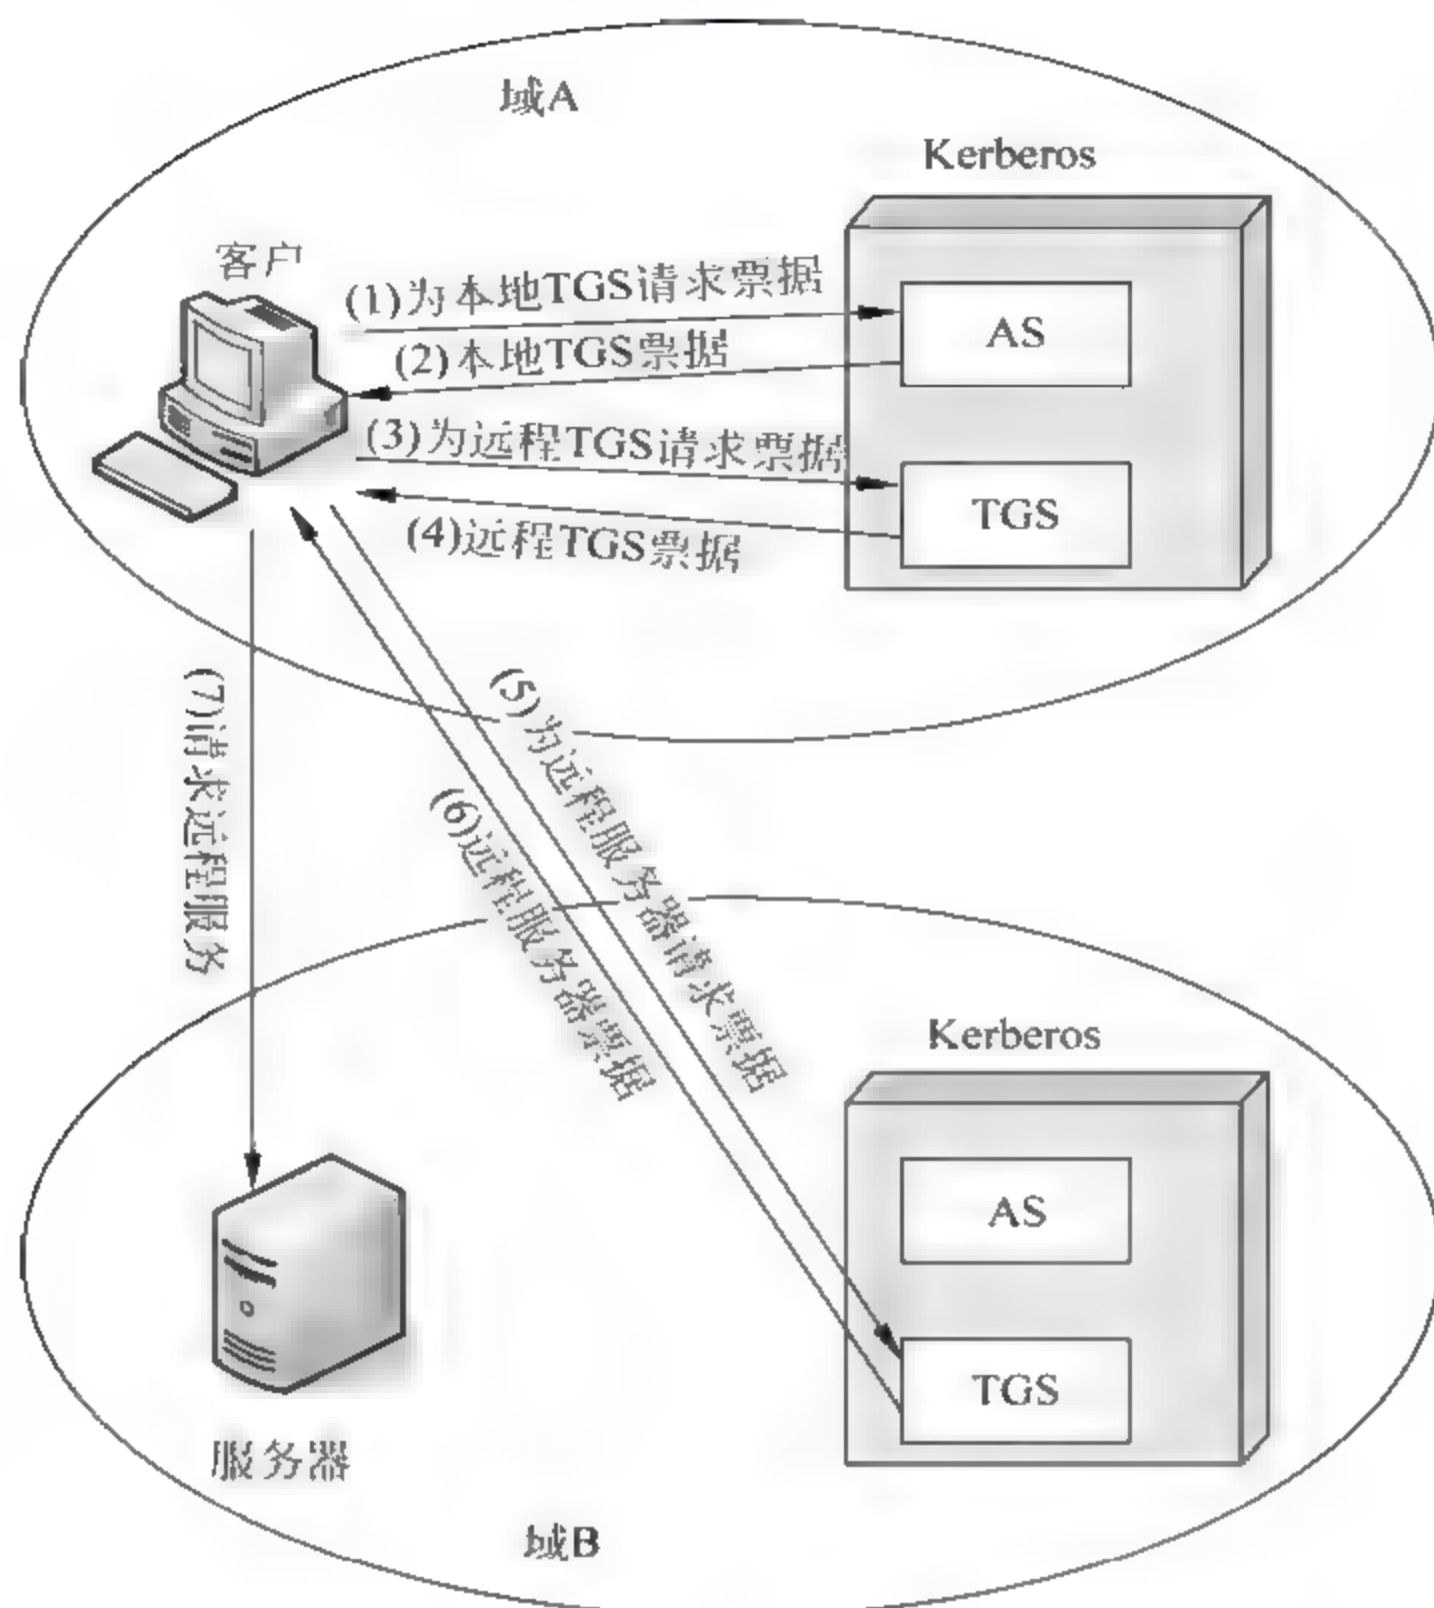 域A
Kerberos
客户
(1)为本地TGS请求票据
AS
(2)本地TGS票据
(3)为远程TGS请求票据
TGS
(4)远程TGS票据
(5)为远程服务器请求票据
(6)远程服务器票据
(7)请求远程服务
Kerberos
AS
TGS
服务器
域B